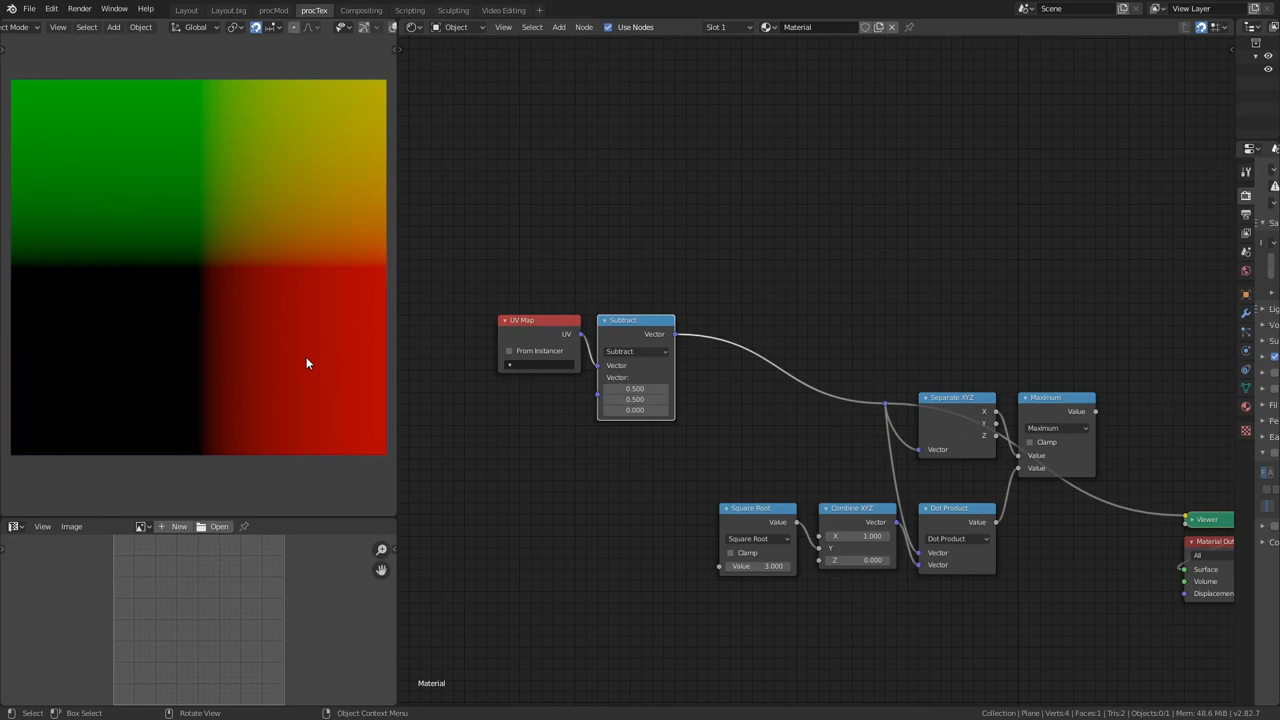 File Edit Render Window Help Layout Layout big procMod procTex Compositing Scripting Sculpting Video Editing + Scene View Layer
ct Mode View Select Add Object Global Object View Select Add Node Use Nodes Slot 1 Material
UV Map
UV
From Instancer
Subtract
Vector
Subtract
Vector
Vector:
0.500
0.500
0.000
Separate XYZ
X
Y
Z
Vector
Maximum
Value
Maximum
Clamp
Value
Value
Square Root
Value
Square Root
Clamp
Value 3.000
Combine XYZ
Vector
X 1.000
Y
Z 0.000
Dot Product
Value
Dot Product
Vector
Vector
Viewer
Material Out
All
Surface
Volume
Displacemen
View Image New Open
Material
Select Box Select Rotate View Object Context Menu Collection | Plane | Verts:4 | Faces:1 | Tris:2 | Objects:0/1 | Mem: 48.6 MiB | v2.82.7